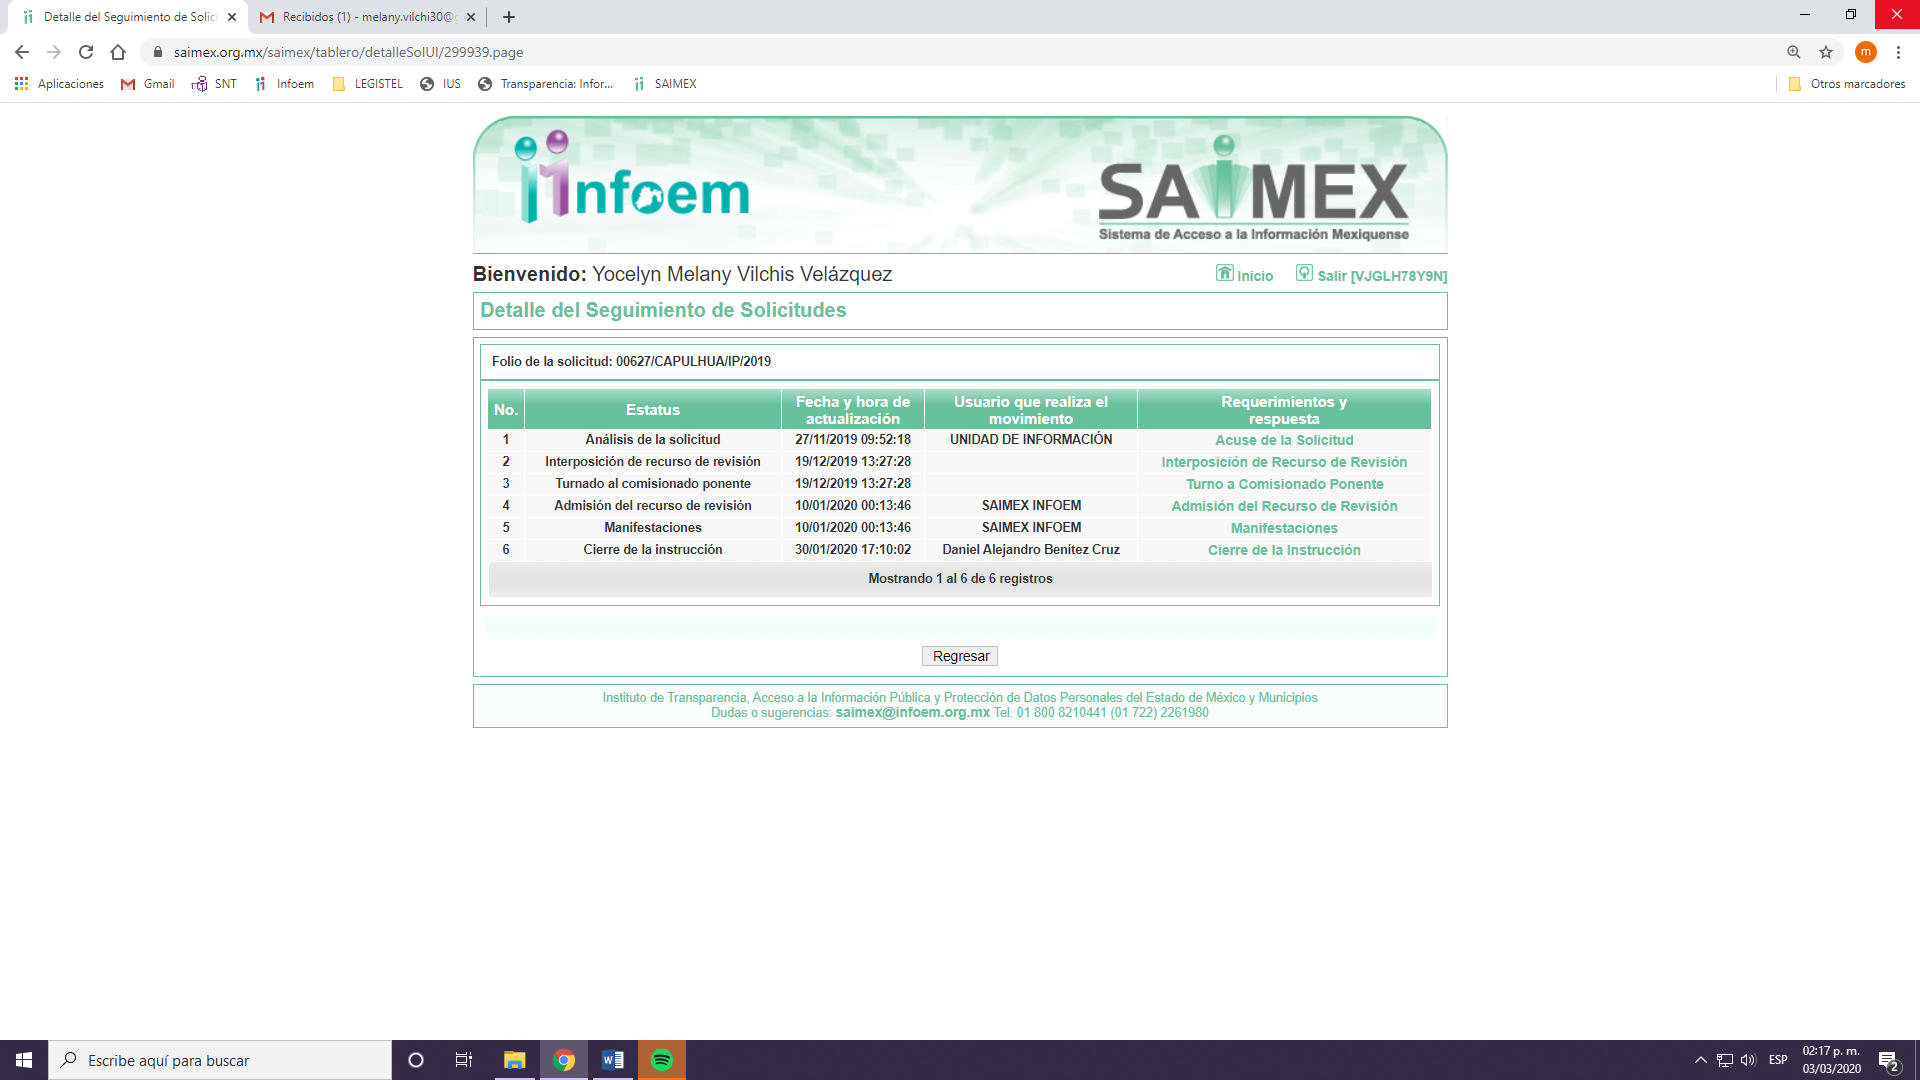 Detalle del Seguimiento de Solici
Recibidos (1) - melany.vilchi30@
saimex.org.mx/saimex/tablero/detalleSolUI/299939.page
m
Aplicaciones Gmail SNT Infoem LEGISTEL IUS Transparencia: Infor... SAIMEX Otros marcadores
infoem
SAIMEX
Sistema de Acceso a la Información Mexiquense
Bienvenido: Yocelyn Melany Vilchis Velázquez
Inicio Salir [VJGLH78Y9N]
Detalle del Seguimiento de Solicitudes
Folio de la solicitud: 00627/CAPULHUA/IP/2019
No. Estatus Fecha y hora de actualización Usuario que realiza el movimiento Requerimientos y respuesta
1 Análisis de la solicitud 27/11/2019 09:52:18 UNIDAD DE INFORMACIÓN Acuse de la Solicitud
2 Interposición de recurso de revisión 19/12/2019 13:27:28 Interposición de Recurso de Revisión
3 Turnado al comisionado ponente 19/12/2019 13:27:28 Turno a Comisionado Ponente
4 Admisión del recurso de revisión 10/01/2020 00:13:46 SAIMEX INFOEM Admisión del Recurso de Revisión
5 Manifestaciones 10/01/2020 00:13:46 SAIMEX INFOEM Manifestaciones
6 Cierre de la instrucción 30/01/2020 17:10:02 Daniel Alejandro Benítez Cruz Cierre de la Instrucción
Mostrando 1 al 6 de 6 registros
Regresar
Instituto de Transparencia, Acceso a la Información Pública y Protección de Datos Personales del Estado de México y Municipios
Dudas o sugerencias: saimex@infoem.org.mx Tel. 01 800 8210441 (01 722) 2261980
Escribe aquí para buscar
ESP
02:17 p. m.
03/03/2020
2